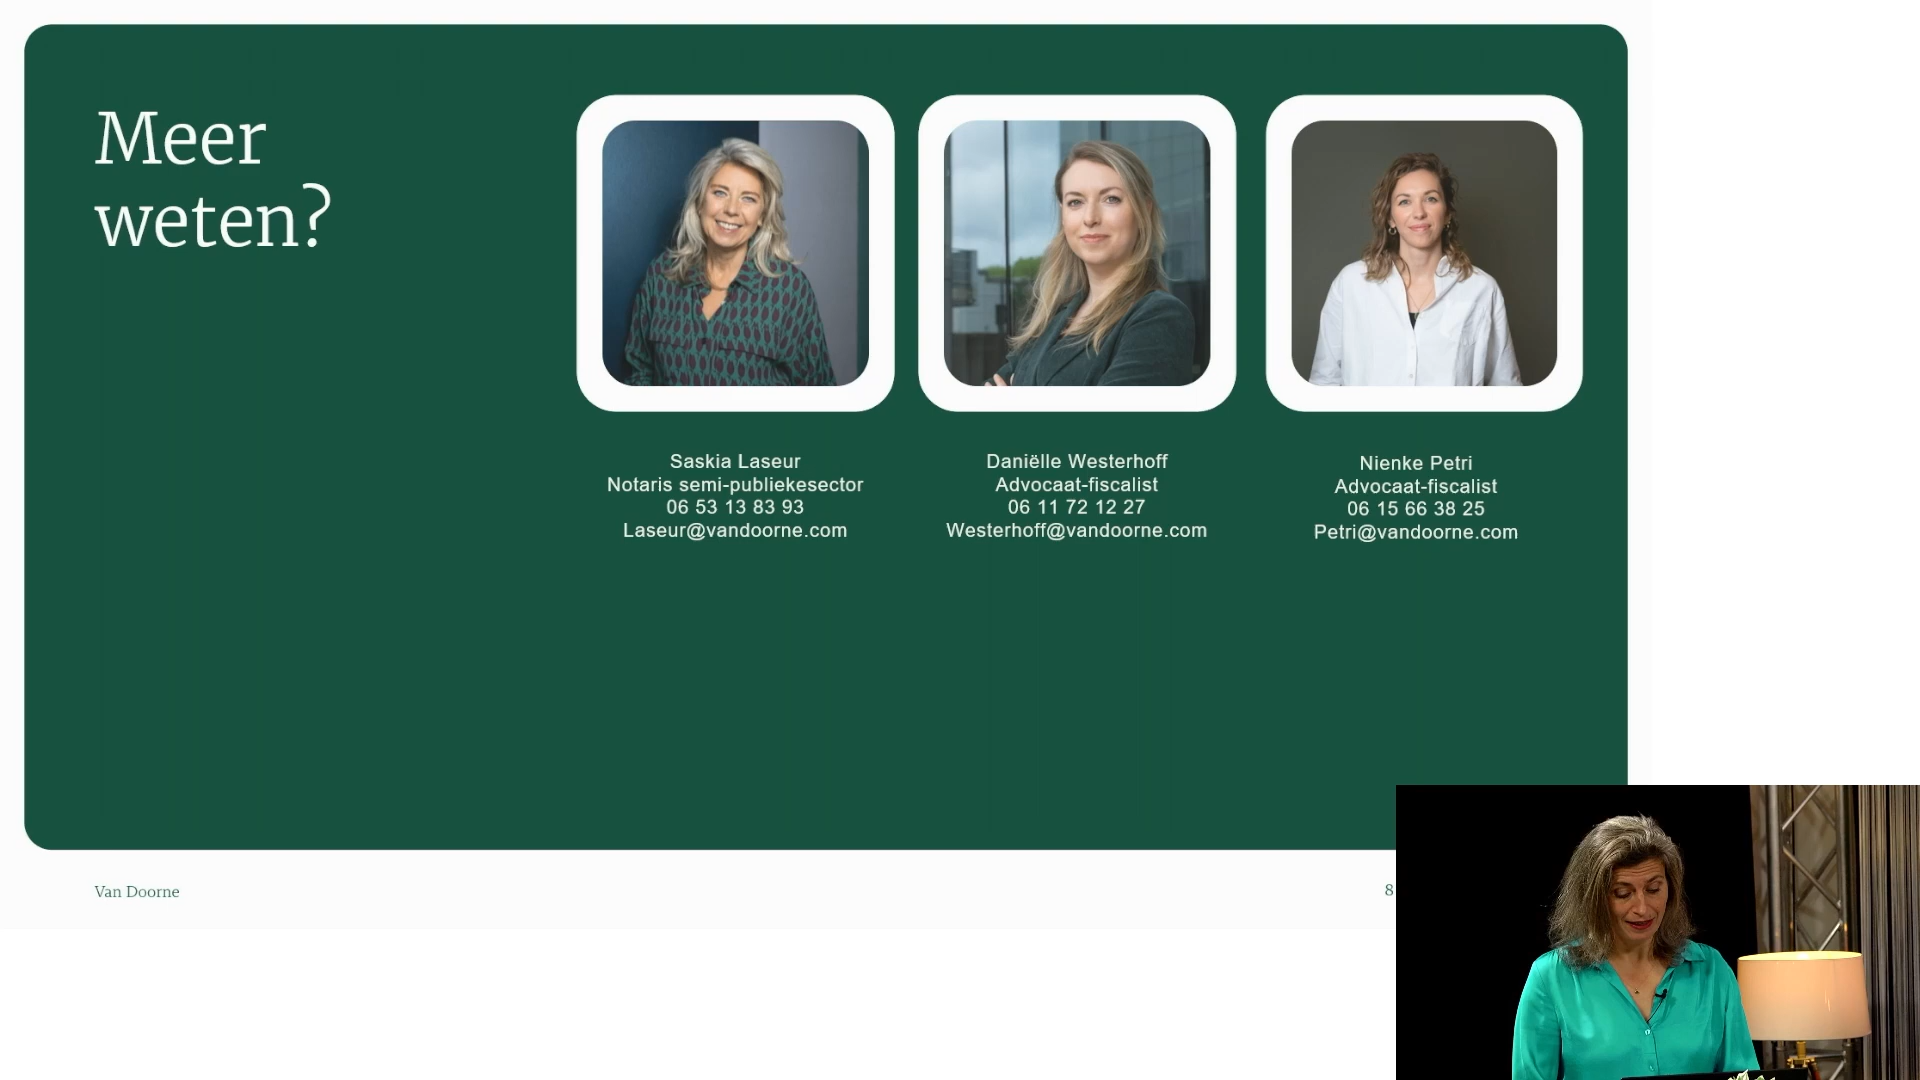 Meer
weten?
Saskia Laseur
Notaris semi-publiekesector
06 53 13 83 93
Laseur@vandoorne.com
Daniëlle Westerhoff
Advocaat-fiscalist
06 11 72 12 27
Westerhoff@vandoorne.com
Nienke Petri
Advocaat-fiscalist
06 15 66 38 25
Petri@vandoorne.com
Van Doorne
8